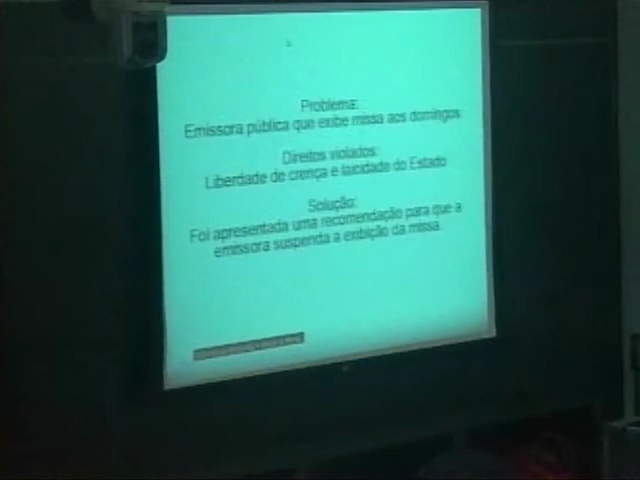 Problema:
Emissora pública que exibe missa aos domingos
Direitos violados:
Liberdade de crença e laicidade do Estado
Solução:
Foi apresentada uma recomendação para que a
emissora suspenda a exibição da missa.